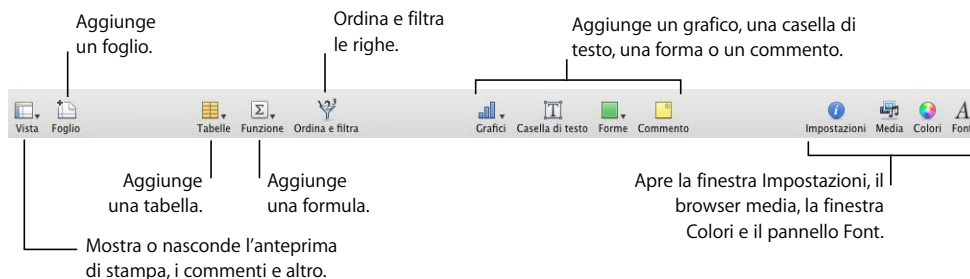 Aggiunge
un foglio.
Ordina e filtra
le righe.
Aggiunge un grafico, una casella di
testo, una forma o un commento.
Vista Foglio Tabelle Funzione Ordina e filtra Grafici Casella di testo Forme Commento Impostazioni Media Colori Font
Aggiunge
una tabella.
Aggiunge
una formula.
Apre la finestra Impostazioni, il
browser media, la finestra
Colori e il pannello Font.
Mostra o nasconde l’anteprima
di stampa, i commenti e altro.